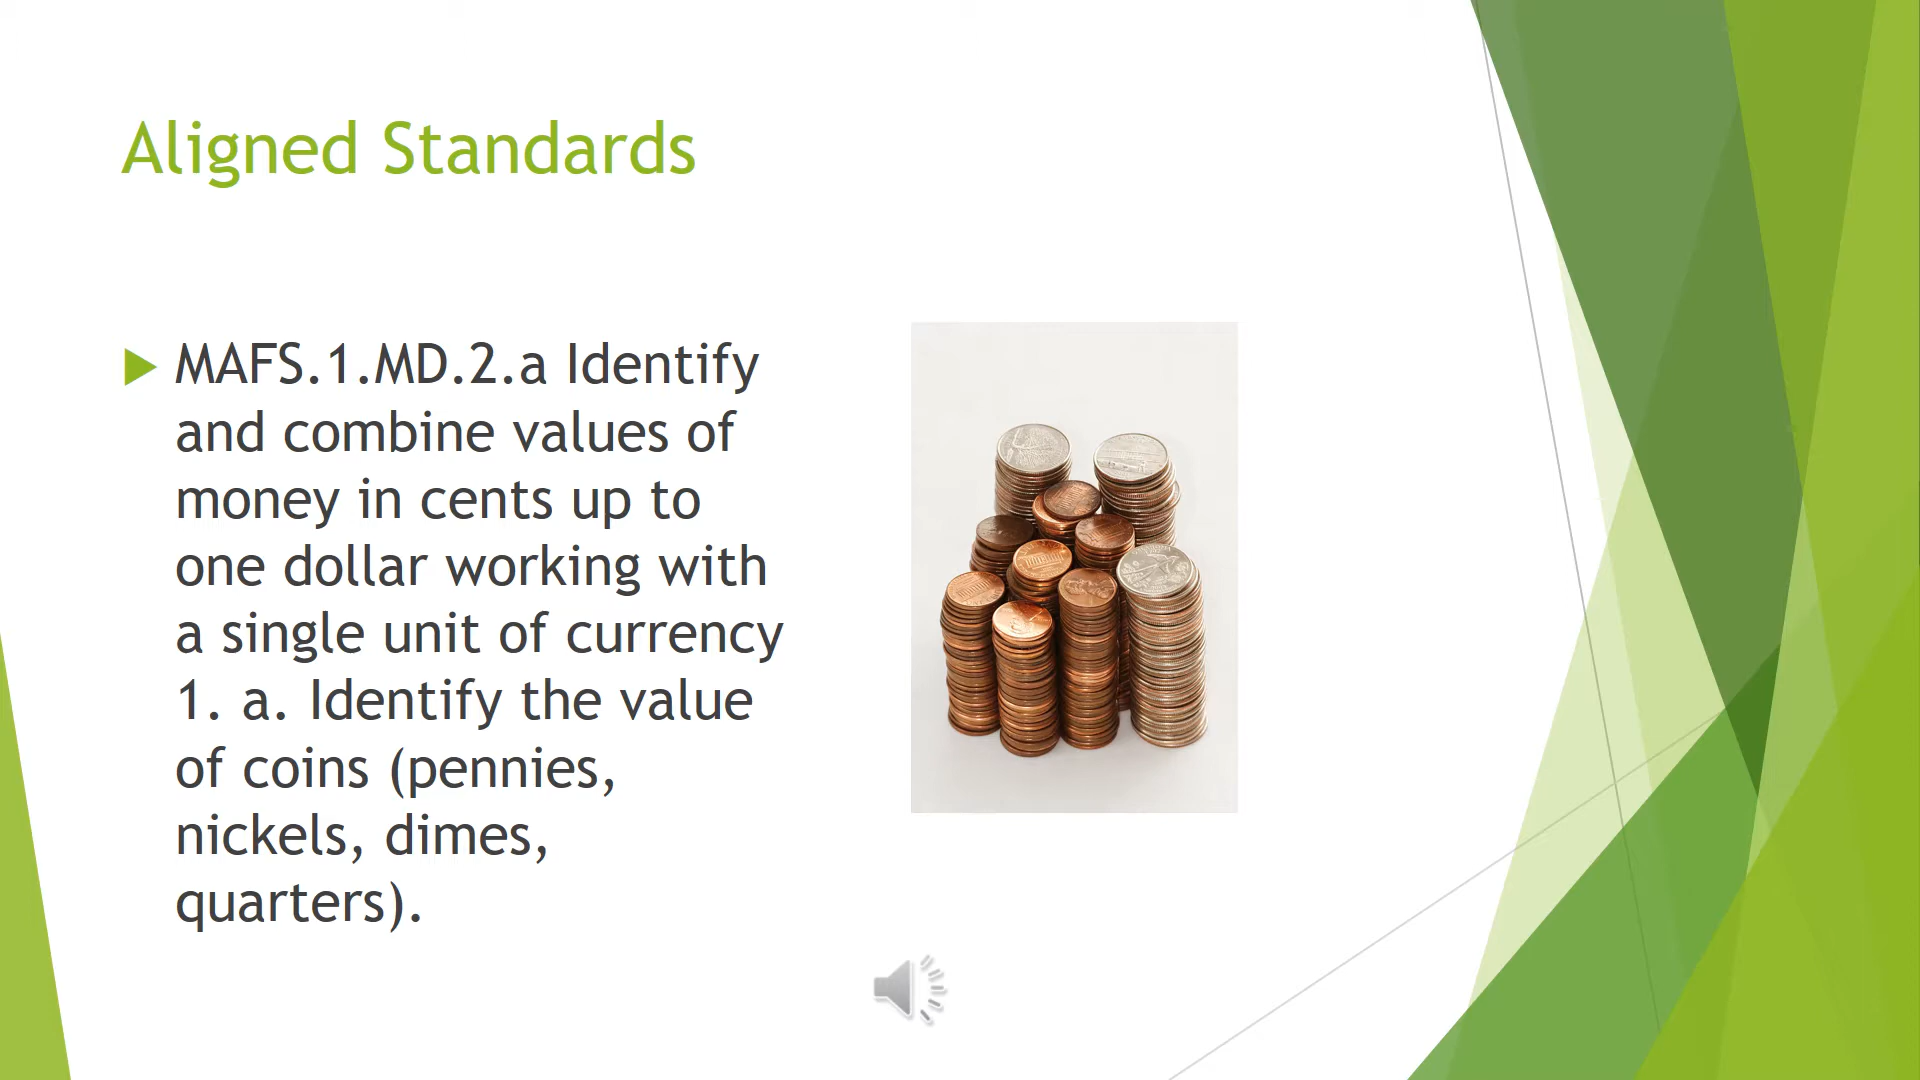 Aligned Standards
MAFS.1.MD.2.a Identify
and combine values of
money in cents up to
one dollar working with
a single unit of currency
1. a. Identify the value
of coins (pennies,
nickels, dimes,
quarters).